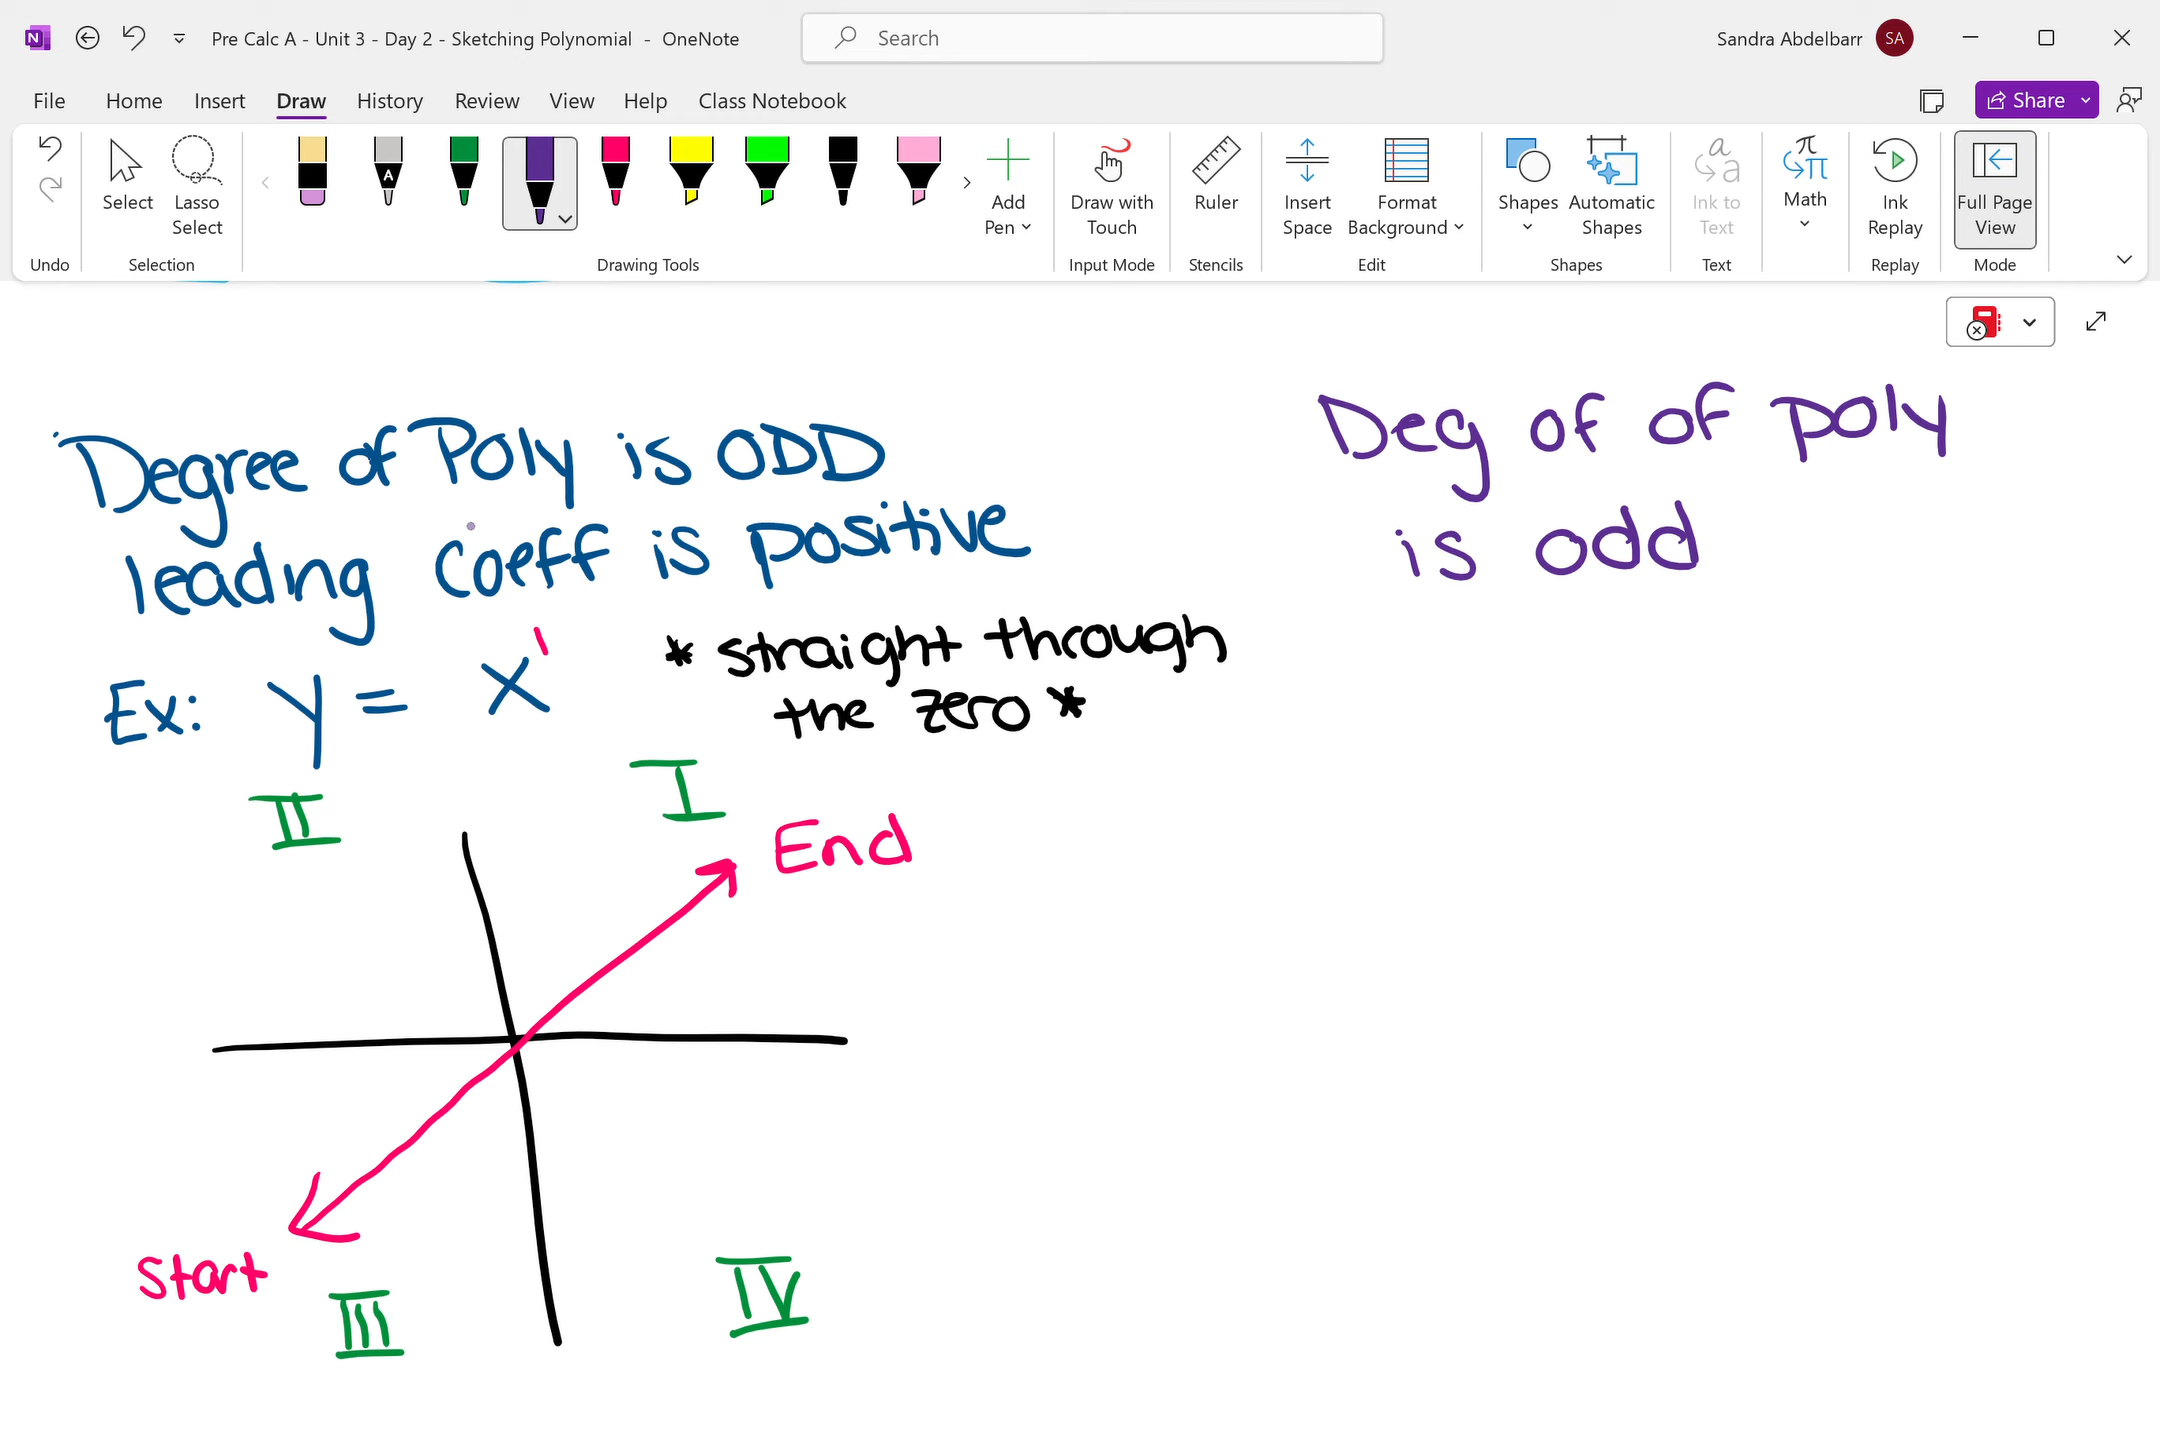 Pre Calc A - Unit 3 - Day 2 - Sketching Polynomial - OneNote
Search
Sandra Abdelbarr SA
File Home Insert Draw History Review View Help Class Notebook
Share
Select
Lasso Select
A
Add Pen
Draw with Touch
Ruler
Insert Space
Format Background
Shapes
Automatic Shapes
Ink to Text
Math
Ink Replay
Full Page View
Undo Selection Drawing Tools Input Mode Stencils Edit Shapes Text Replay Mode
Degree of Poly is ODD
leading coeff is positive
Ex: y = x¹
* straight through
the zero *
II
I
End
Start
III
IV
Deg of of poly
is odd